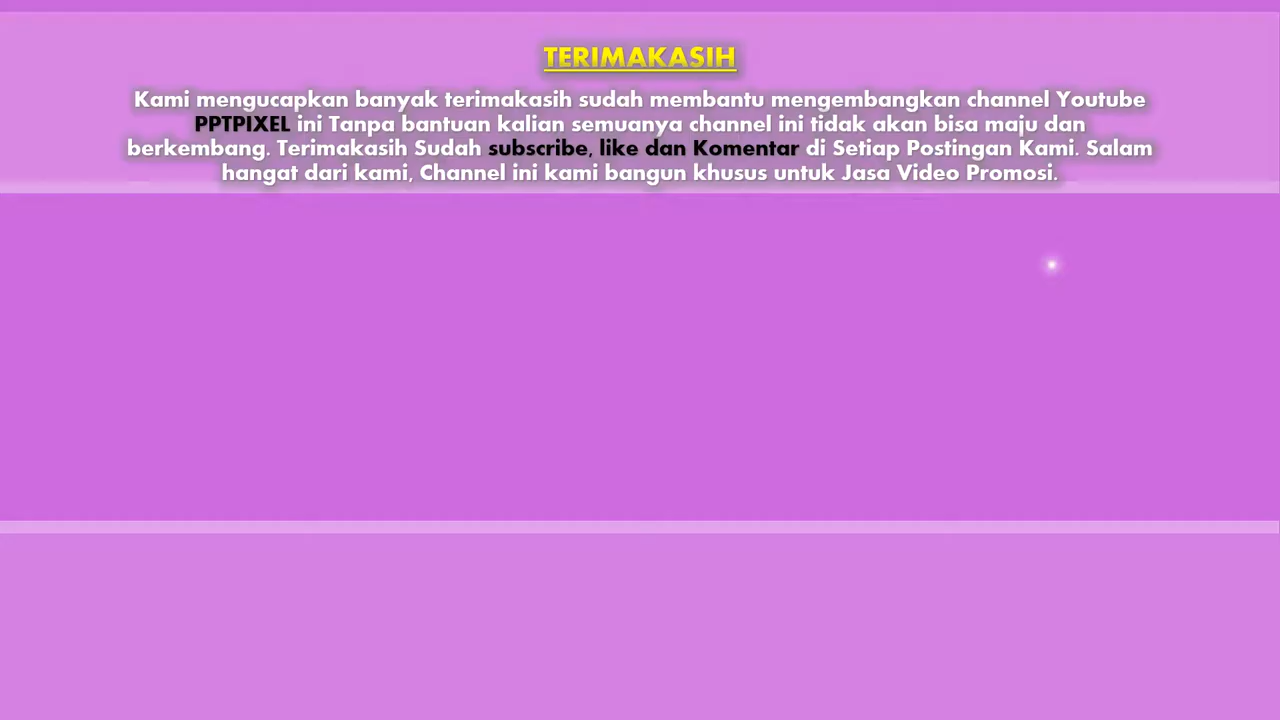 TERIMAKASIH
Kami mengucapkan banyak terimakasih sudah membantu mengembangkan channel Youtube
PPTPIXEL ini Tanpa bantuan kalian semuanya channel ini tidak akan bisa maju dan
berkembang. Terimakasih Sudah subscribe, like dan Komentar di Setiap Postingan Kami. Salam
hangat dari kami, Channel ini kami bangun khusus untuk Jasa Video Promosi.